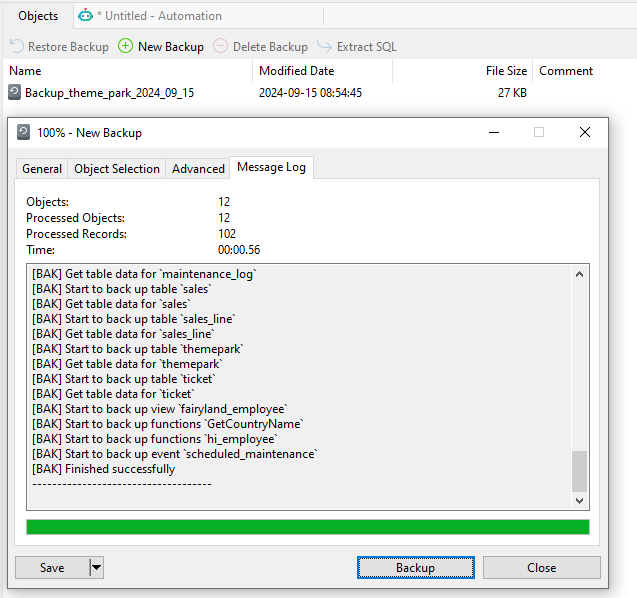 Objects * Untitled - Automation
Restore Backup New Backup Delete Backup Extract SQL
Name Modified Date File Size Comment
Backup_theme_park_2024_09_15 2024-09-15 08:54:45 27 KB
100% - New Backup
General Object Selection Advanced Message Log
Objects: 12
Processed Objects: 12
Processed Records: 102
Time: 00:00.56
[BAK] Get table data for `maintenance_log`
[BAK] Start to back up table `sales`
[BAK] Get table data for `sales`
[BAK] Start to back up table `sales_line`
[BAK] Get table data for `sales_line`
[BAK] Start to back up table `themepark`
[BAK] Get table data for `themepark`
[BAK] Start to back up table `ticket`
[BAK] Get table data for `ticket`
[BAK] Start to back up view `fairyland_employee`
[BAK] Start to back up functions `GetCountryName`
[BAK] Start to back up functions `hi_employee`
[BAK] Start to back up event `scheduled_maintenance`
[BAK] Finished successfully
------------------------------------
Save Backup Close